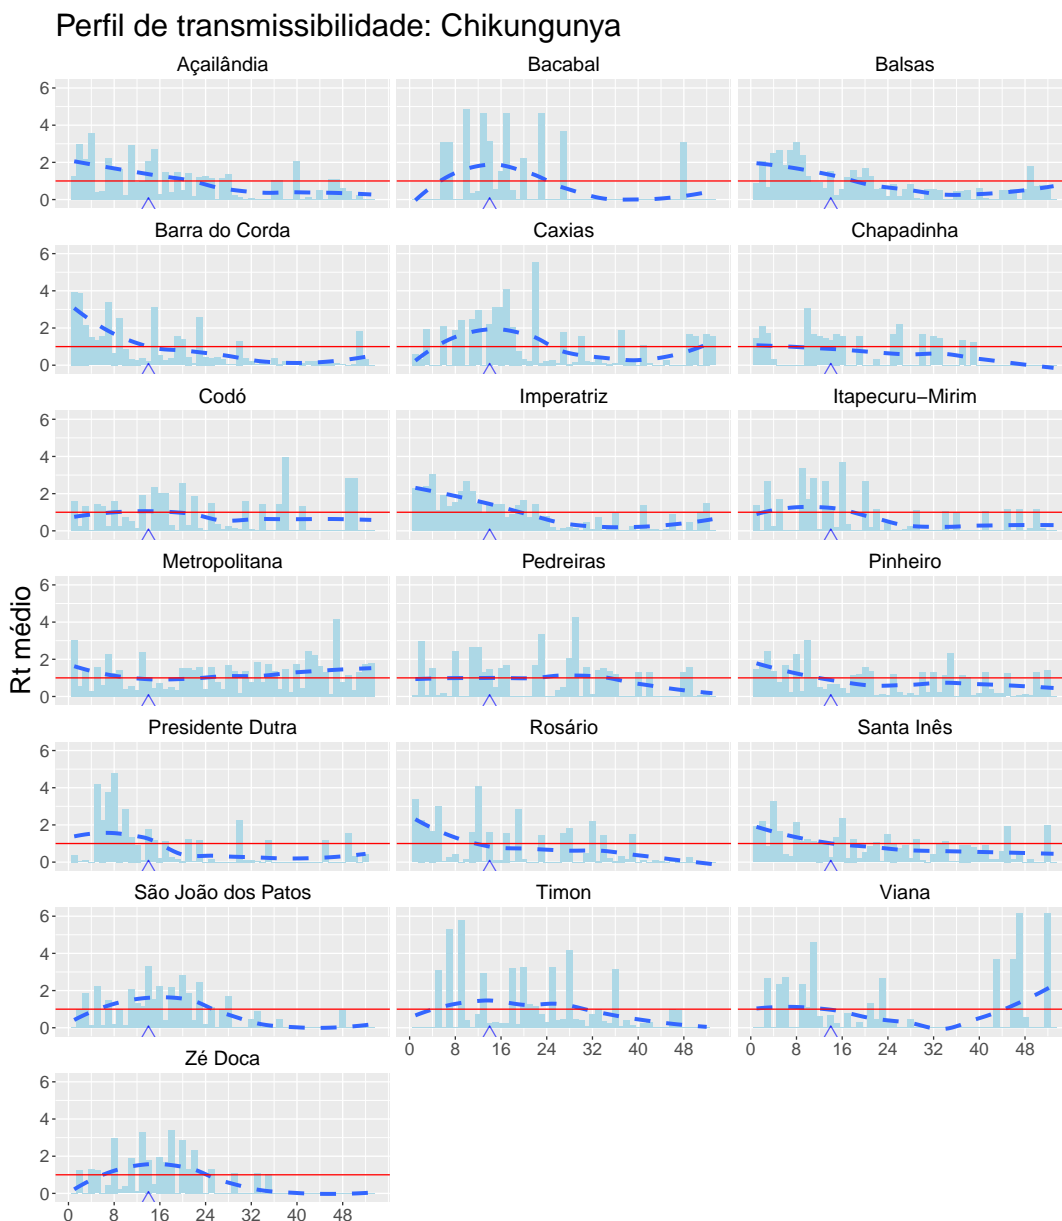 Perfil de transmissibilidade: Chikungunya
Açailândia Bacabal Balsas
6
4
2
0
Barra do Corda Caxias Chapadinha
6
4
2
0
Codó Imperatriz Itapecuru−Mirim
6
4
2
0
Metropolitana Pedreiras Pinheiro
6
4
2
0
Rt médio
Presidente Dutra Rosário Santa Inês
6
4
2
0
São João dos Patos Timon Viana
6
4
2
0
0 8 16 24 32 40 48 0 8 16 24 32 40 48
Zé Doca
6
4
2
0
0 8 16 24 32 40 48